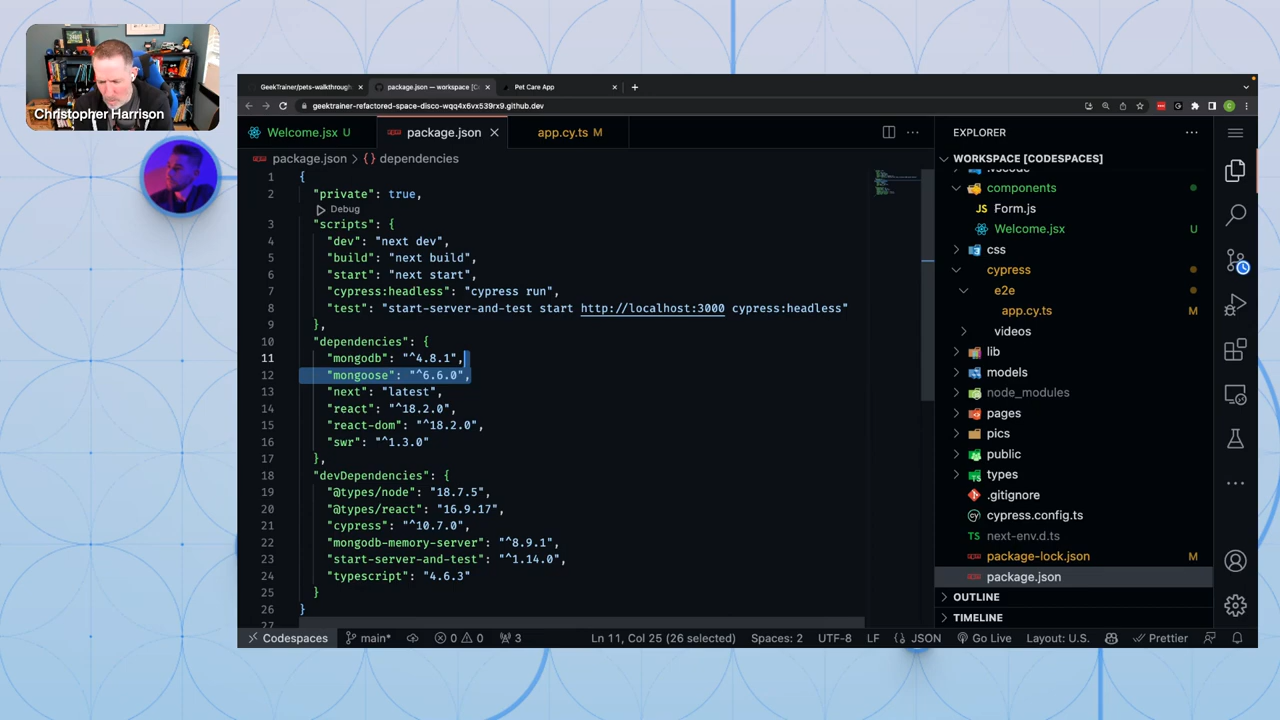 Christopher Harrison
GeekTrainer/pets-walkthrough
package.json — workspace [Co
Pet Care App
geektrainer-refactored-space-disco-wqq4x6vx539rx9.github.dev
Welcome.jsx U
package.json
app.cy.ts M
package.json > {} dependencies
1 {
2 "private": true,
Debug
3 "scripts": {
4 "dev": "next dev",
5 "build": "next build",
6 "start": "next start",
7 "cypress:headless": "cypress run",
8 "test": "start-server-and-test start http://localhost:3000 cypress:headless"
9 },
10 "dependencies": {
11 "mongodb": "^4.8.1",
12 "mongoose": "^6.6.0",
13 "next": "latest",
14 "react": "^18.2.0",
15 "react-dom": "^18.2.0",
16 "swr": "^1.3.0"
17 },
18 "devDependencies": {
19 "@types/node": "18.7.5",
20 "@types/react": "16.9.17",
21 "cypress": "^10.7.0",
22 "mongodb-memory-server": "^8.9.1",
23 "start-server-and-test": "^1.14.0",
24 "typescript": "4.6.3"
25 }
26 }
27
EXPLORER
WORKSPACE [CODESPACES]
.vscode
components
JS Form.js
Welcome.jsx U
css
cypress
e2e
app.cy.ts M
videos
lib
models
node_modules
pages
pics
public
types
.gitignore
cypress.config.ts
next-env.d.ts
package-lock.json M
package.json
OUTLINE
TIMELINE
Codespaces main* 0 0 3 Ln 11, Col 25 (26 selected) Spaces: 2 UTF-8 LF {} JSON Go Live Layout: U.S. Prettier